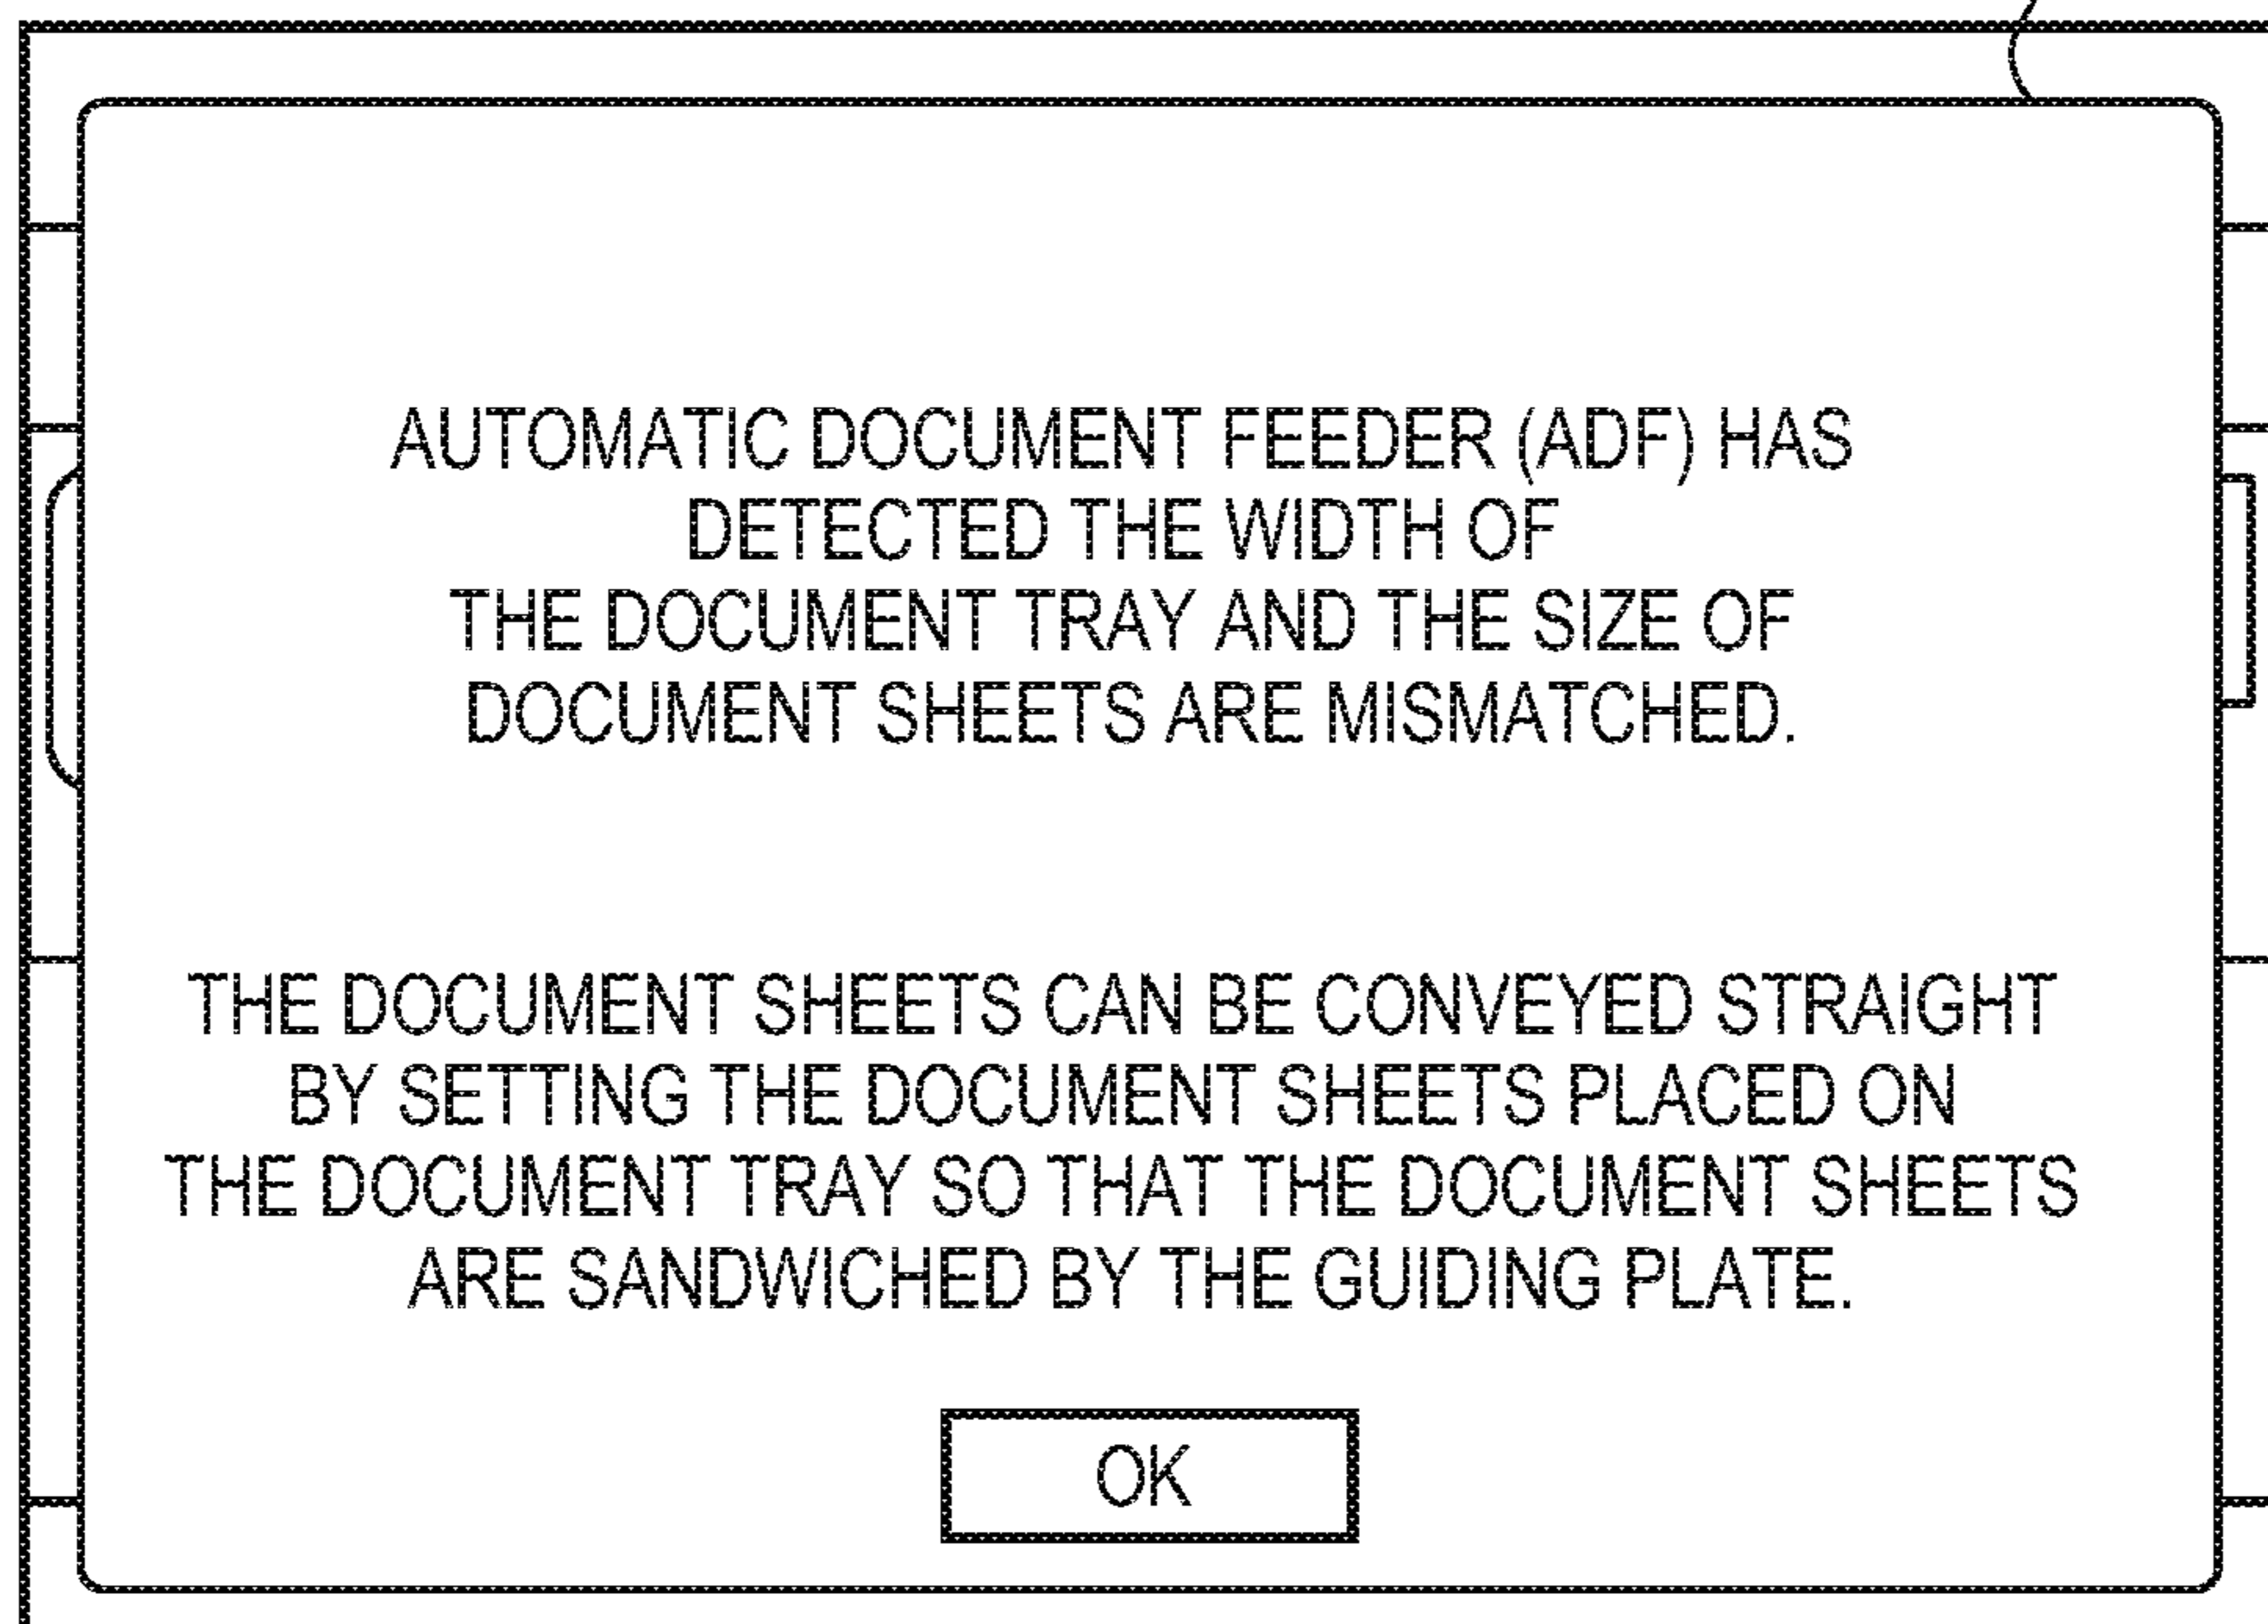 AUTOMATIC DOCUMENT FEEDER (ADF) HAS
DETECTED THE WIDTH OF
THE DOCUMENT TRAY AND THE SIZE OF
DOCUMENT SHEETS ARE MISMATCHED.
THE DOCUMENT SHEETS CAN BE CONVEYED STRAIGHT
BY SETTING THE DOCUMENT SHEETS PLACED ON
THE DOCUMENT TRAY SO THAT THE DOCUMENT SHEETS
ARE SANDWICHED BY THE GUIDING PLATE.
OK